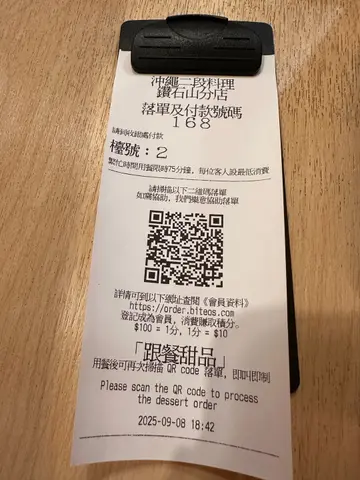 沖繩二段料理
鑽石山分店
落單及付款號碼
168
請到收銀處付款
檯號：2
繁忙時間用餐限時75分鐘, 每位客人設最低消費
請掃描以下二維碼落單
如需協助, 我們樂意協助落單
詳情可到以下網址查閱《會員資料》
https://order.biteos.com
登記成為會員, 消費賺取積分。
$100 = 1分, 1分 = $10
「跟餐甜品」
用餐後可再次掃描 QR code 落單, 即叫即制
Please scan the QR code to process
the dessert order
2025-09-08 18:42